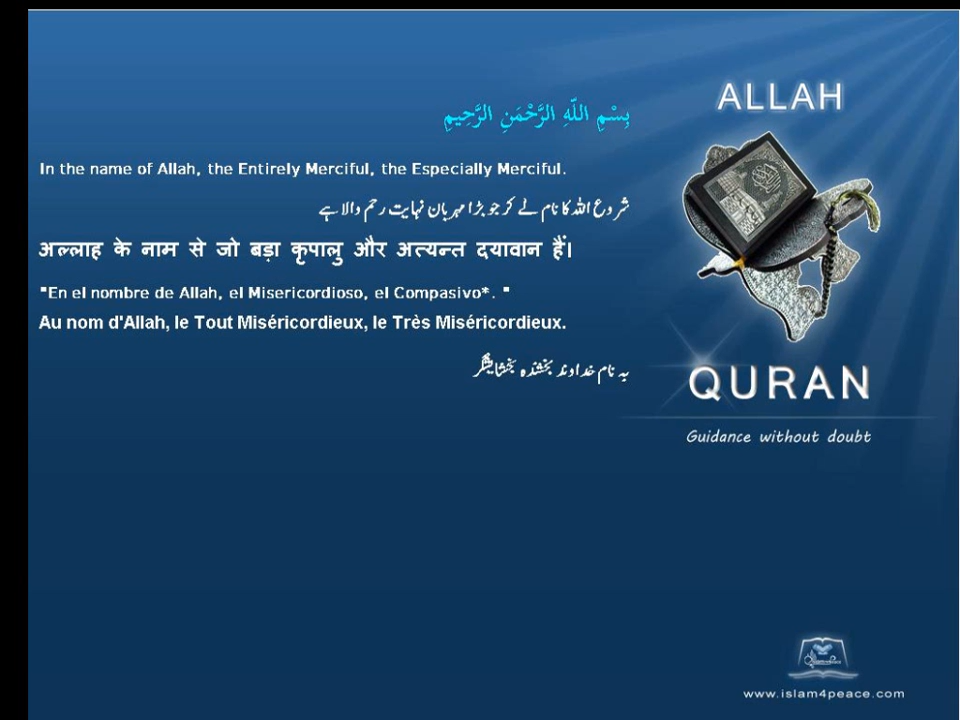 بِسْمِ اللَّهِ الرَّحْمَنِ الرَّحِيمِ
In the name of Allah, the Entirely Merciful, the Especially Merciful.
شروع اللہ کا نام لے کر جو بڑا مہربان نہایت رحم والا ہے
अल्लाह के नाम से जो बड़ा कृपालु और अत्यन्त दयावान हैं।
"En el nombre de Allah, el Misericordioso, el Compasivo*. "
Au nom d'Allah, le Tout Miséricordieux, le Très Miséricordieux.
به نام خداوند بخشنده بخشایشگر
ALLAH
QURAN
Guidance without doubt
www.islam4peace.com